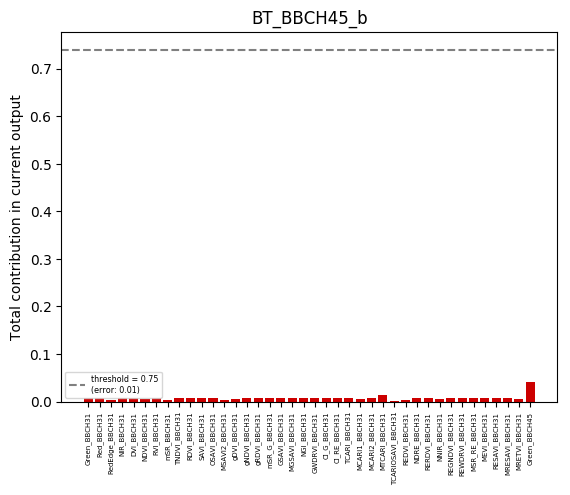 BT_BBCH45_b
Total contribution in current output
0.7
0.6
0.5
0.4
0.3
0.2
0.1
0.0
threshold = 0.75
(error: 0.01)
Green_BBCH31
Red_BBCH31
RedEdge_BBCH31
NIR_BBCH31
DVI_BBCH31
NDVI_BBCH31
RVI_BBCH31
mSR_BBCH31
TNDVI_BBCH31
RDVI_BBCH31
SAVI_BBCH31
OSAVI_BBCH31
MSAVI2_BBCH31
gDVI_BBCH31
gNDVI_BBCH31
gRDVI_BBCH31
mSR_G_BBCH31
GSAVI_BBCH31
MGSAVI_BBCH31
NGI_BBCH31
GWDRVI_BBCH31
CI_G_BBCH31
CI_RE_BBCH31
TCARI_BBCH31
MCARI1_BBCH31
MCARI2_BBCH31
MTCARI_BBCH31
TCARIOSAVI_BBCH31
REDVI_BBCH31
NDRE_BBCH31
RERDVI_BBCH31
NNIR_BBCH31
REGNDVI_BBCH31
REWDRVI_BBCH31
MSR_RE_BBCH31
MEVI_BBCH31
RESAVI_BBCH31
MRESAVI_BBCH31
MRETVI_BBCH31
Green_BBCH45